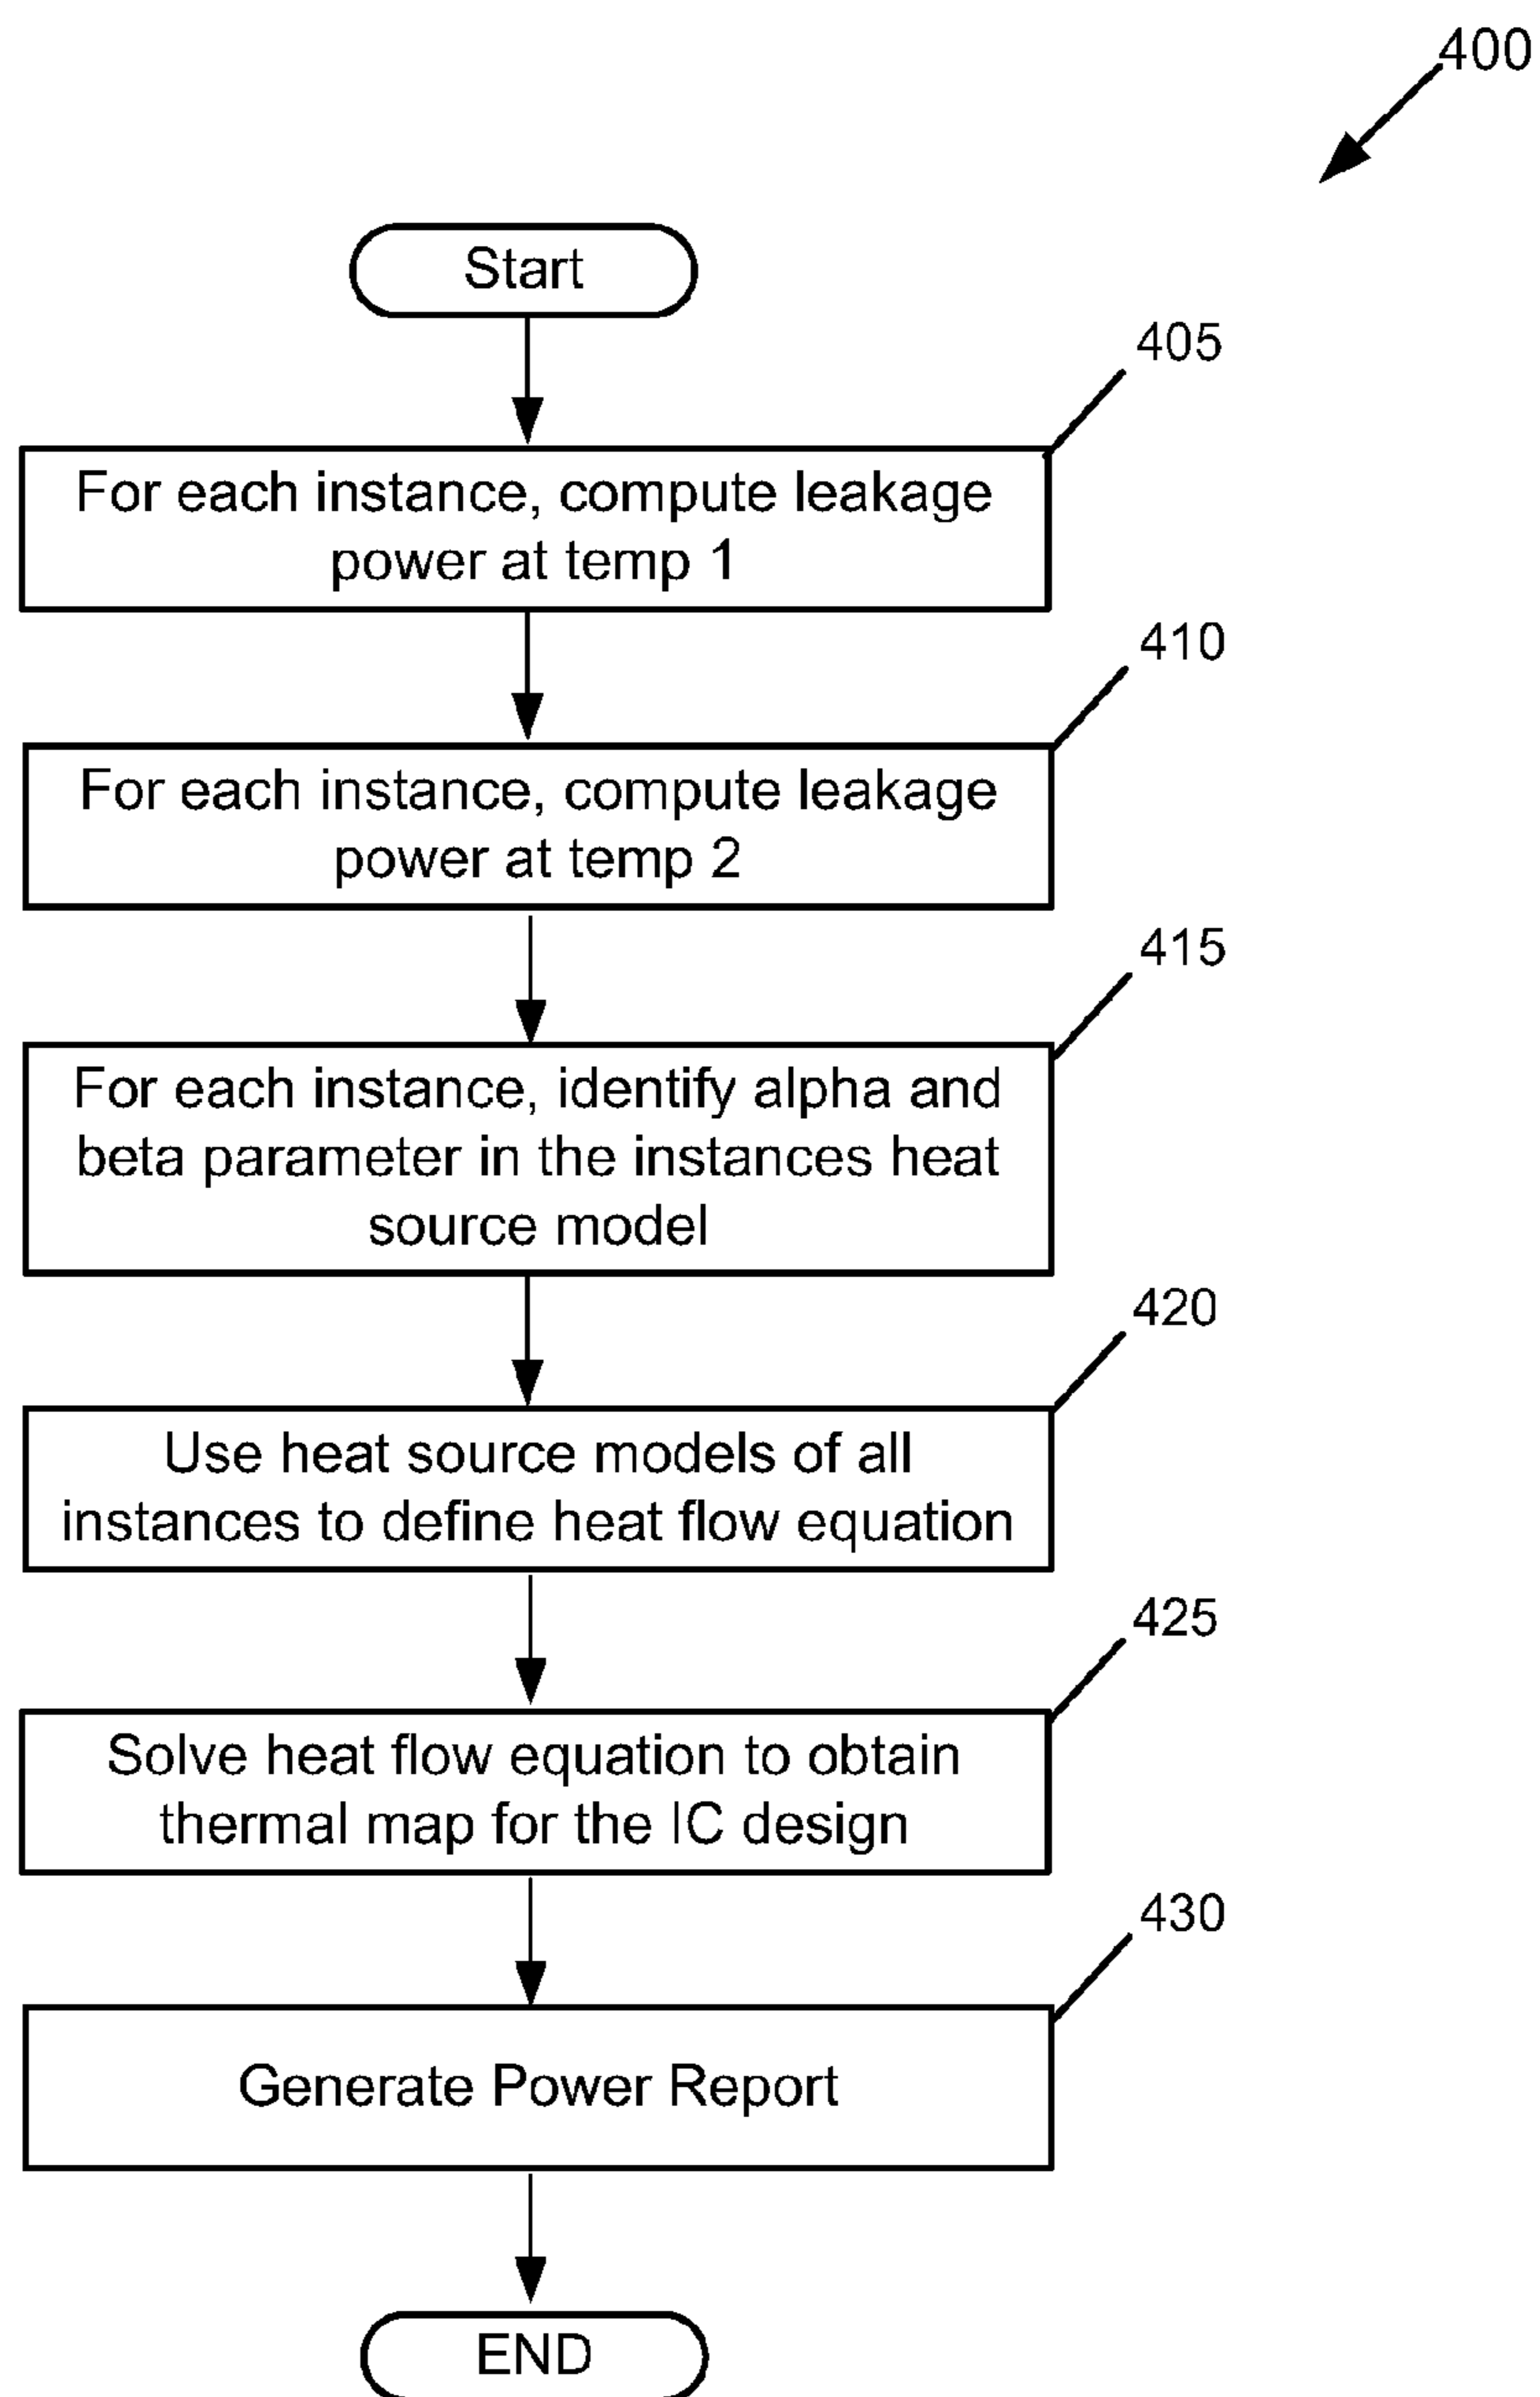 400
Start
405
For each instance, compute leakage
power at temp 1
410
For each instance, compute leakage
power at temp 2
415
For each instance, identify alpha and
beta parameter in the instances heat
source model
420
Use heat source models of all
instances to define heat flow equation
425
Solve heat flow equation to obtain
thermal map for the IC design
430
Generate Power Report
END